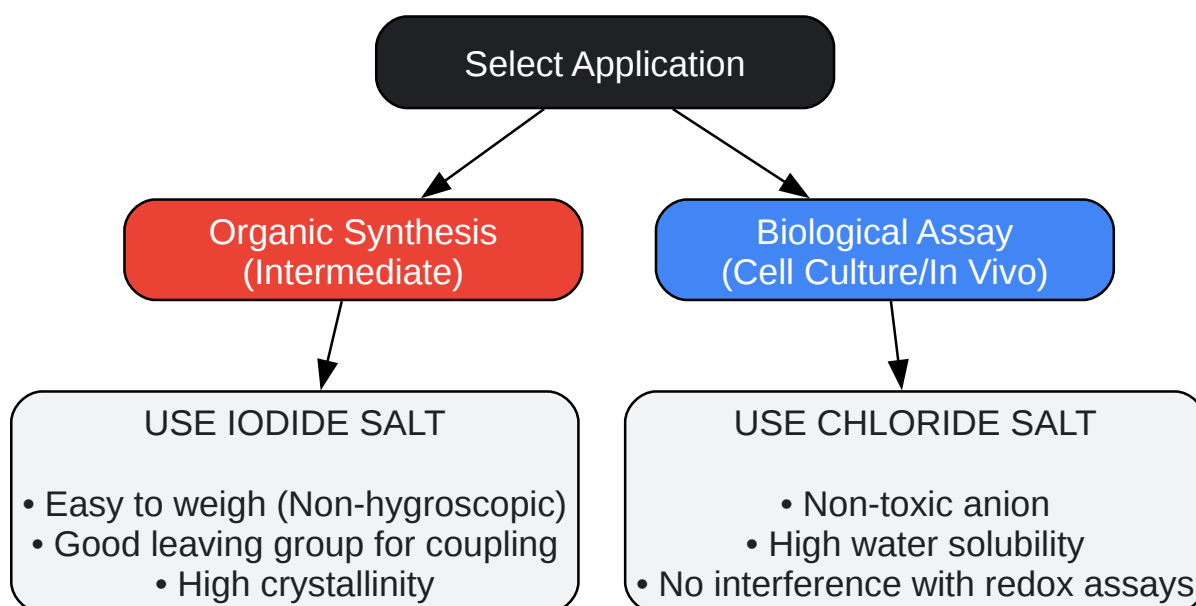 Select Application
Organic Synthesis
(Intermediate)
Biological Assay
(Cell Culture/In Vivo)
USE IODIDE SALT
• Easy to weigh (Non-hygroscopic)
• Good leaving group for coupling
• High crystallinity
USE CHLORIDE SALT
• Non-toxic anion
• High water solubility
• No interference with redox assays